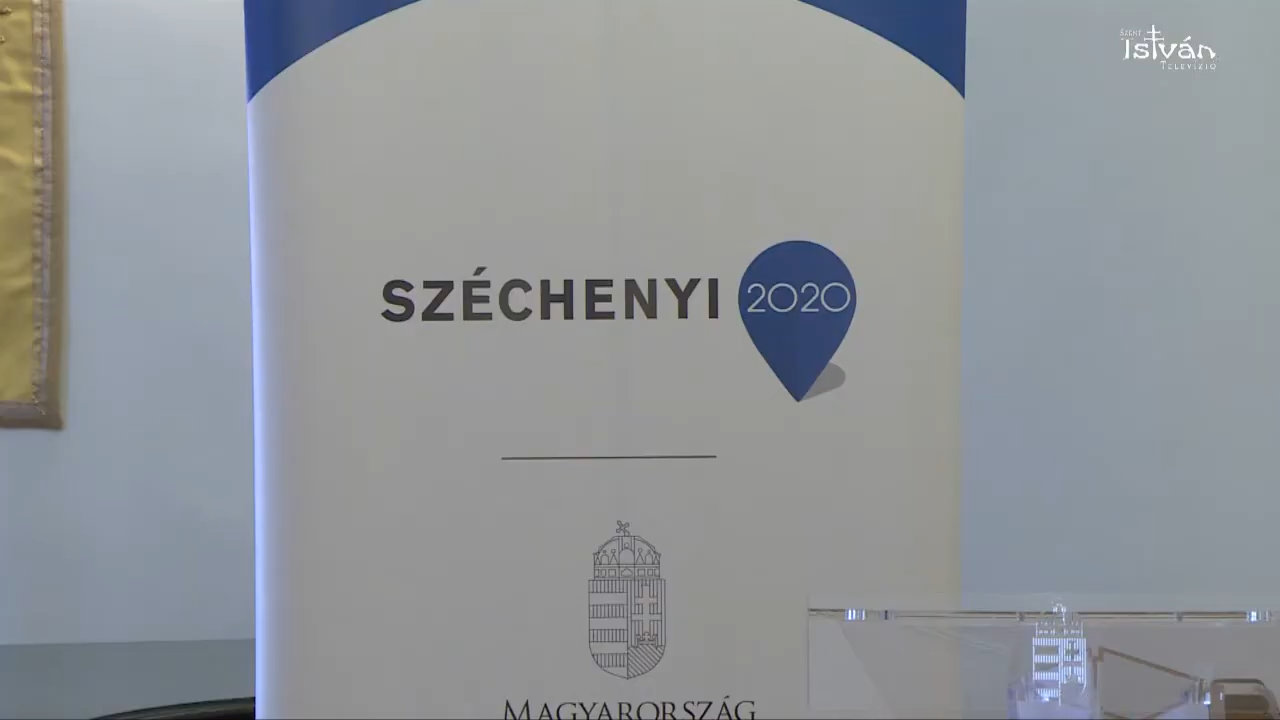 SZENT
ISTVÁN
TELEVÍZIÓ
SZÉCHENYI 2020
MAGYARORSZÁG